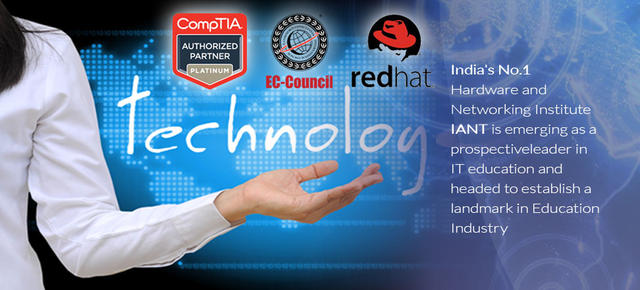 CompTIA
AUTHORIZED
PARTNER
PLATINUM
EC-Council
redhat
technolog
India's No.1
Hardware and
Networking Institute
IANT is emerging as a
prospectiveleader in
IT education and
headed to establish a
landmark in Education
Industry